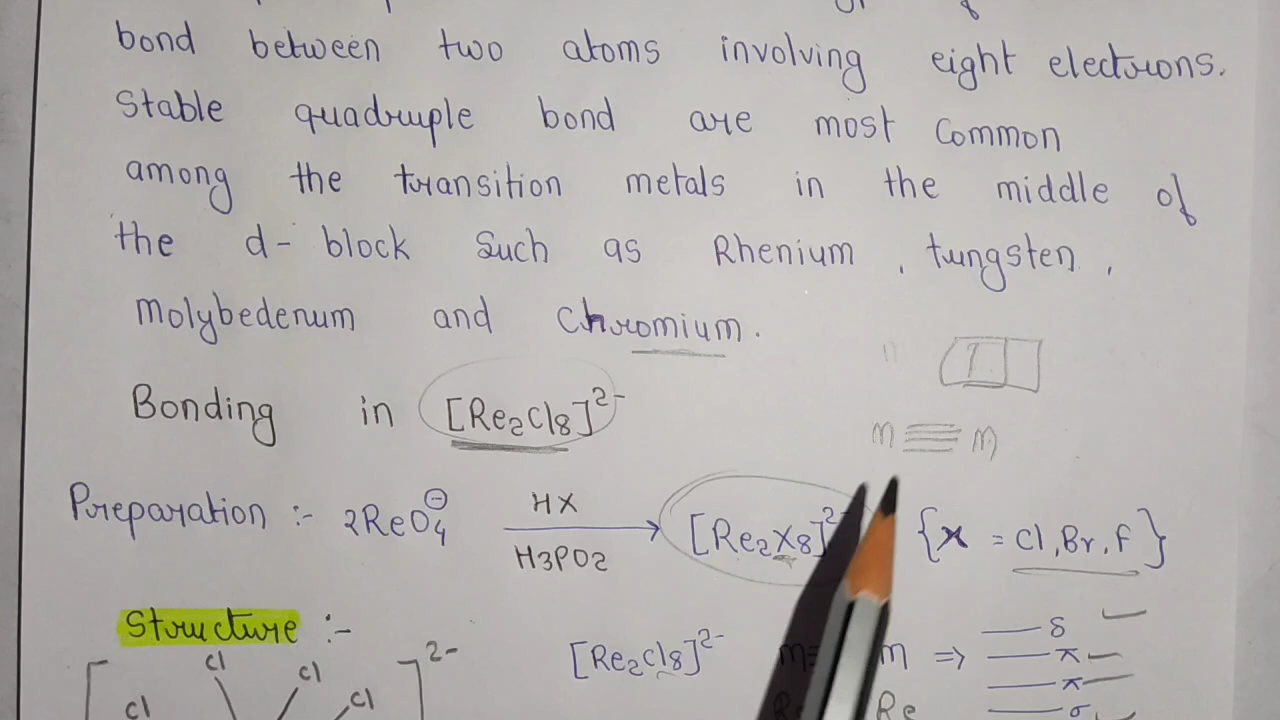 bond between two atoms involving eight electrons.
Stable quadruple bond are most common
among the transition metals in the middle of
the d- block such as Rhenium, tungsten,
Molybedenum and Chromium.
Bonding in [Re₂Cl₈]²⁻
m m
Preparation :- 2ReO₄⊖ HX H3PO2 → [Re₂X₈]²⁻ {X = Cl, Br, F}
Structure :-
[Re₂Cl₈]²⁻ m m ⇒ δ
π
π
Re Re σ
2-
Cl
Cl
Cl
Cl